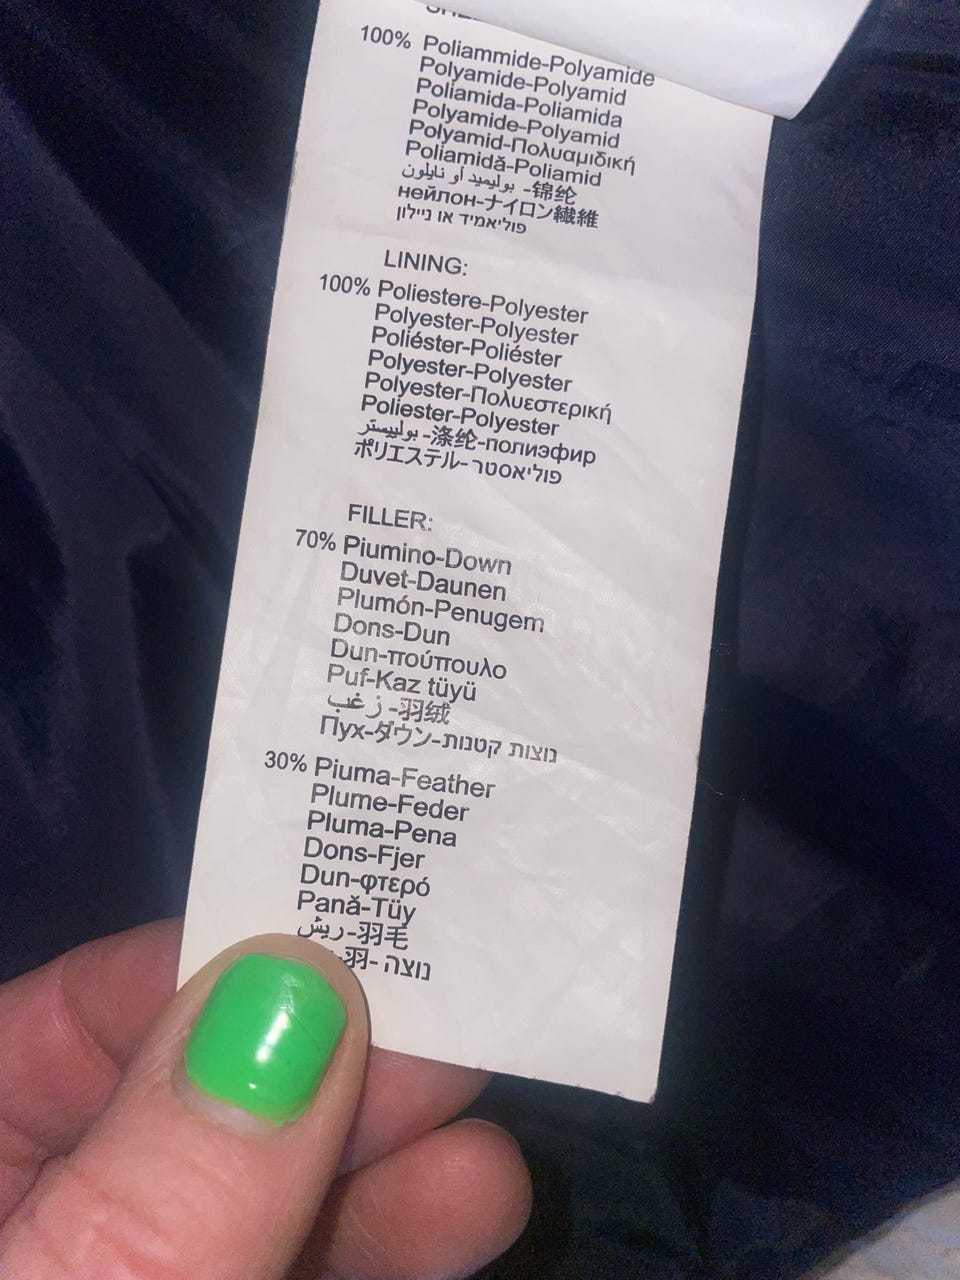 100% Poliammide-Polyamide
Polyamide-Polyamid
Poliamida-Poliamida
Polyamide-Polyamid
Polyamid-Πολυαμιδική
Poliamidă-Poliamid
بوليميد أو نايلون -锦纶
нейлон-ナイロン繊維
פוליאמיד או ניילון
LINING:
100% Poliestere-Polyester
Polyester-Polyester
Poliéster-Poliéster
Polyester-Polyester
Polyester-Πολυεστερική
Poliester-Polyester
بوليستر-涤纶-полиэфир
ポリエステル-פוליאסטר
FILLER:
70% Piumino-Down
Duvet-Daunen
Plumón-Penugem
Dons-Dun
Dun-πούπουλο
Puf-Kaz tüyü
زغب-羽绒
Пух-ダウン-נוצות קטנות
30% Piuma-Feather
Plume-Feder
Pluma-Pena
Dons-Fjer
Dun-φτερό
Pană-Tüy
ريش-羽毛
-羽-נוצה